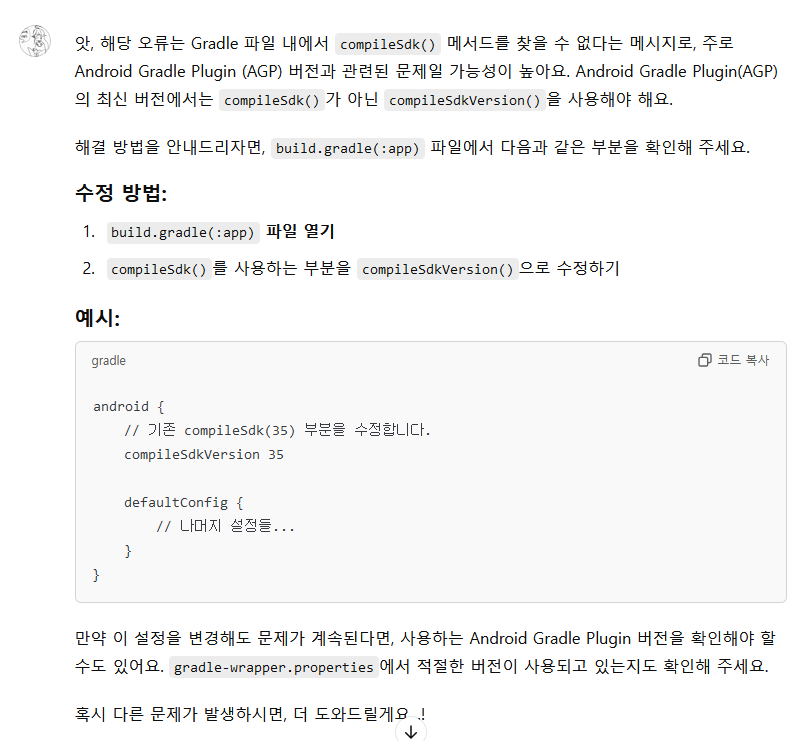 앗, 해당 오류는 Gradle 파일 내에서 compileSdk() 메서드를 찾을 수 없다는 메시지로, 주로
Android Gradle Plugin (AGP) 버전과 관련된 문제일 가능성이 높아요. Android Gradle Plugin(AGP)
의 최신 버전에서는 compileSdk()가 아닌 compileSdkVersion()을 사용해야 해요.
해결 방법을 안내드리자면, build.gradle(:app) 파일에서 다음과 같은 부분을 확인해 주세요.
수정 방법:
1. build.gradle(:app) 파일 열기
2. compileSdk()를 사용하는 부분을 compileSdkVersion()으로 수정하기
예시:
gradle 코드 복사
android {
// 기존 compileSdk(35) 부분을 수정합니다.
compileSdkVersion 35
defaultConfig {
// 나머지 설정들...
}
}
만약 이 설정을 변경해도 문제가 계속된다면, 사용하는 Android Gradle Plugin 버전을 확인해야 할
수도 있어요. gradle-wrapper.properties에서 적절한 버전이 사용되고 있는지도 확인해 주세요.
혹시 다른 문제가 발생하시면, 더 도와드릴게요..!